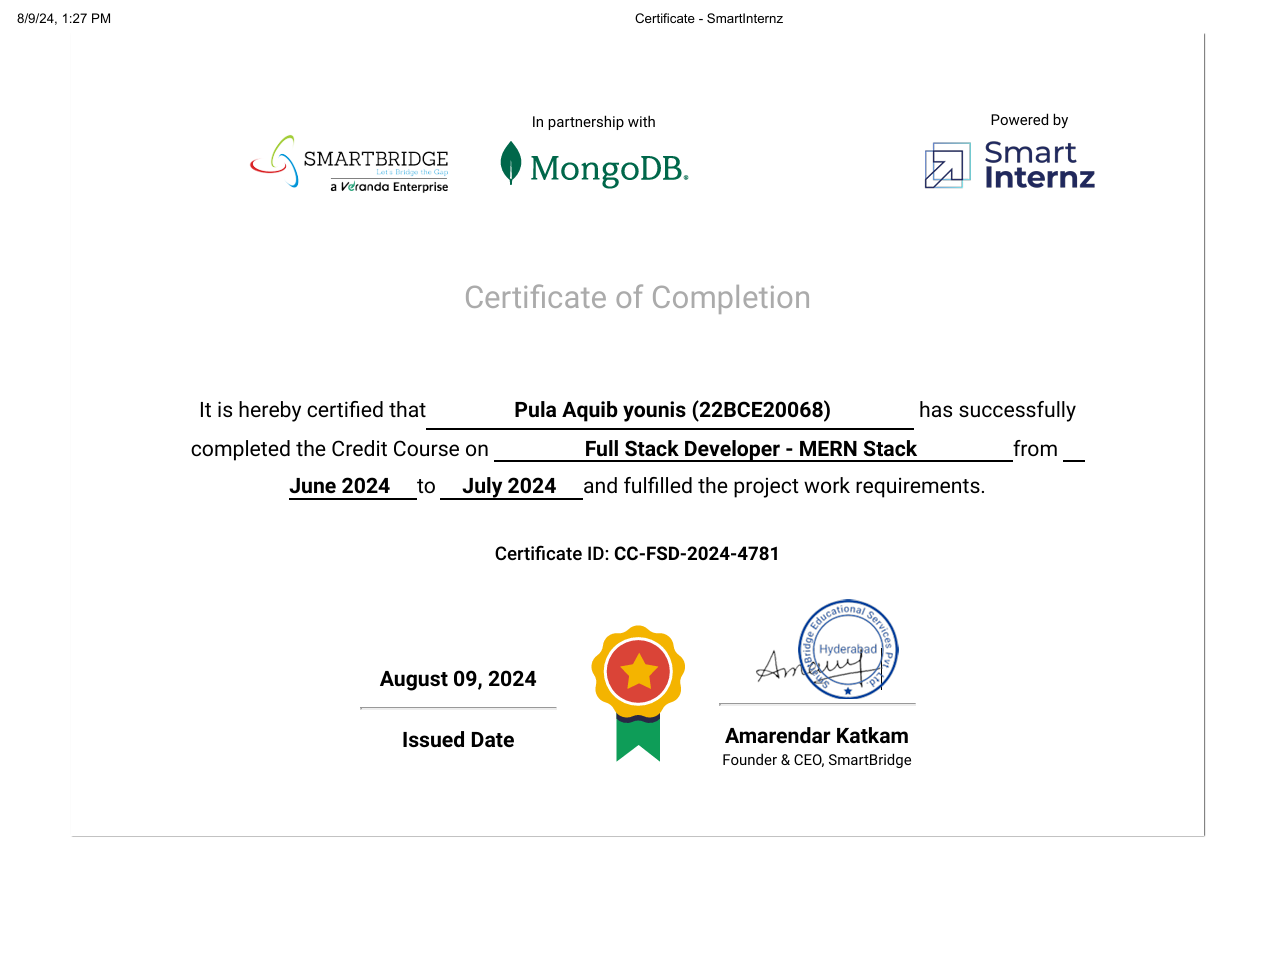 8/9/24, 1:27 PM
Certificate - SmartInternz
In partnership with
Powered by
SMARTBRIDGE
Let's Bridge the Gap
a Veranda Enterprise
MongoDB®
Smart
Internz
Certificate of Completion
It is hereby certified that Pula Aquib younis (22BCE20068) has successfully
completed the Credit Course on Full Stack Developer - MERN Stack from
June 2024 to July 2024 and fulfilled the project work requirements.
Certificate ID: CC-FSD-2024-4781
SmartBridge Educational Services Pvt. Ltd
Hyderabad
August 09, 2024
Issued Date
Amarendar Katkam
Founder & CEO, SmartBridge